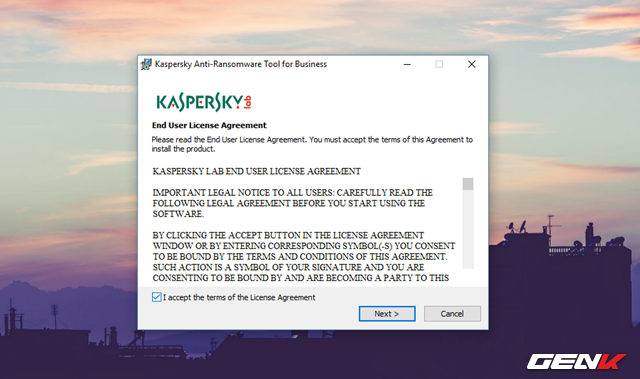 Kaspersky Anti-Ransomware Tool for Business
KASPERSKY lab
End User License Agreement
Please read the End User License Agreement. You must accept the terms of this Agreement to
install the product.
KASPERSKY LAB END USER LICENSE AGREEMENT
IMPORTANT LEGAL NOTICE TO ALL USERS: CAREFULLY READ THE
FOLLOWING LEGAL AGREEMENT BEFORE YOU START USING THE
SOFTWARE.
BY CLICKING THE ACCEPT BUTTON IN THE LICENSE AGREEMENT
WINDOW OR BY ENTERING CORRESPONDING SYMBOL(-S) YOU CONSENT
TO BE BOUND BY THE TERMS AND CONDITIONS OF THIS AGREEMENT.
SUCH ACTION IS A SYMBOL OF YOUR SIGNATURE AND YOU ARE
CONSENTING TO BE BOUND BY AND ARE BECOMING A PARTY TO THIS
I accept the terms of the License Agreement
Next >
Cancel
GENK